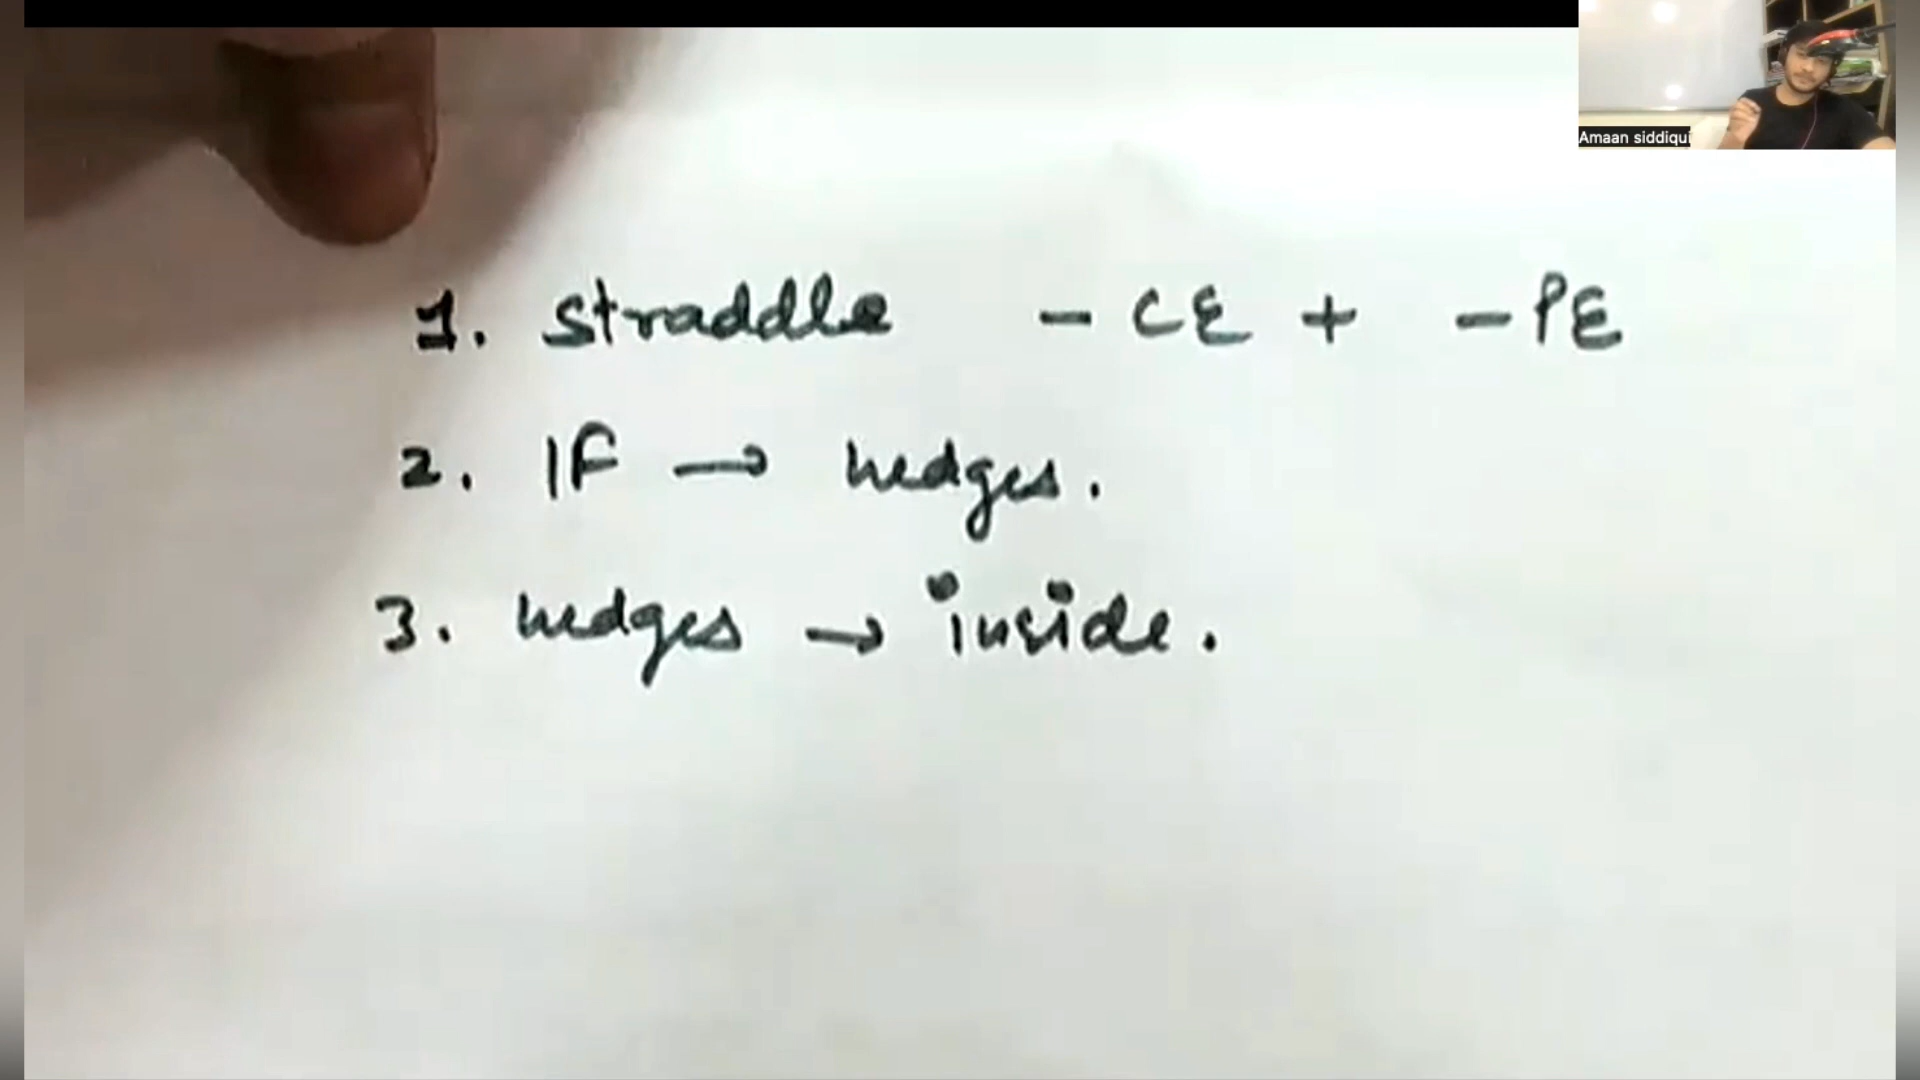 Amaan siddiqui
1. straddle - CE + - PE
2. IF → hedges.
3. hedges → inside.